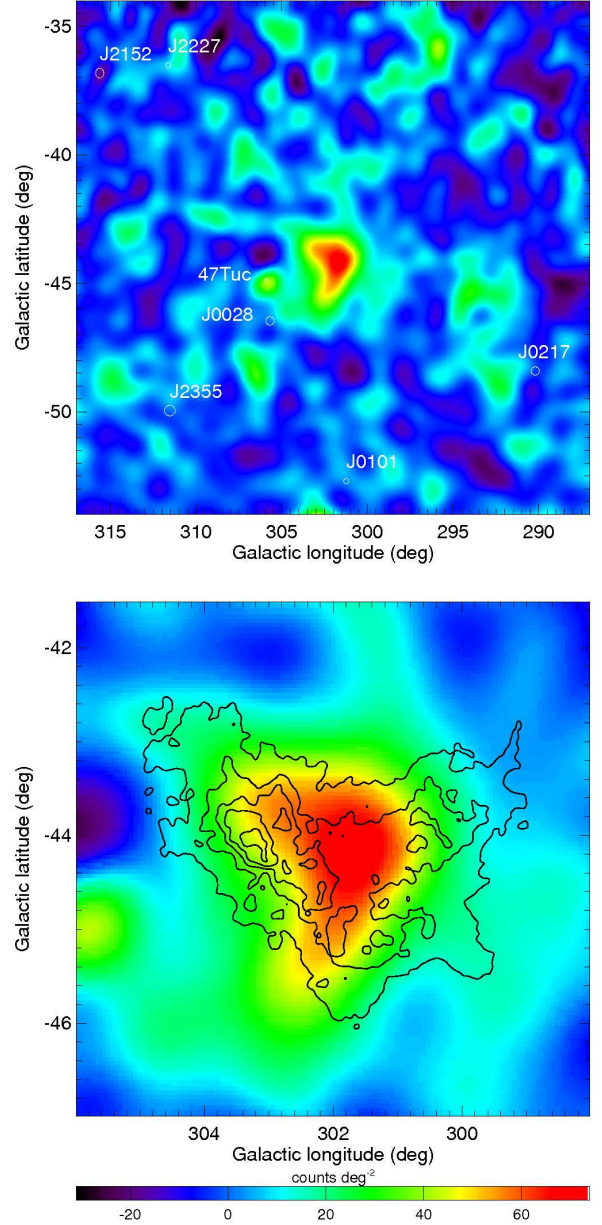 -35
J2152
J2227
-40
-45
47Tuc
J0028
J0217
-50
J2355
J0101
Galactic latitude (deg)
315 310 305 300 295 290
Galactic longitude (deg)
-42
-44
-46
Galactic latitude (deg)
304 302 300
Galactic longitude (deg)
counts deg-2
-20 0 20 40 60